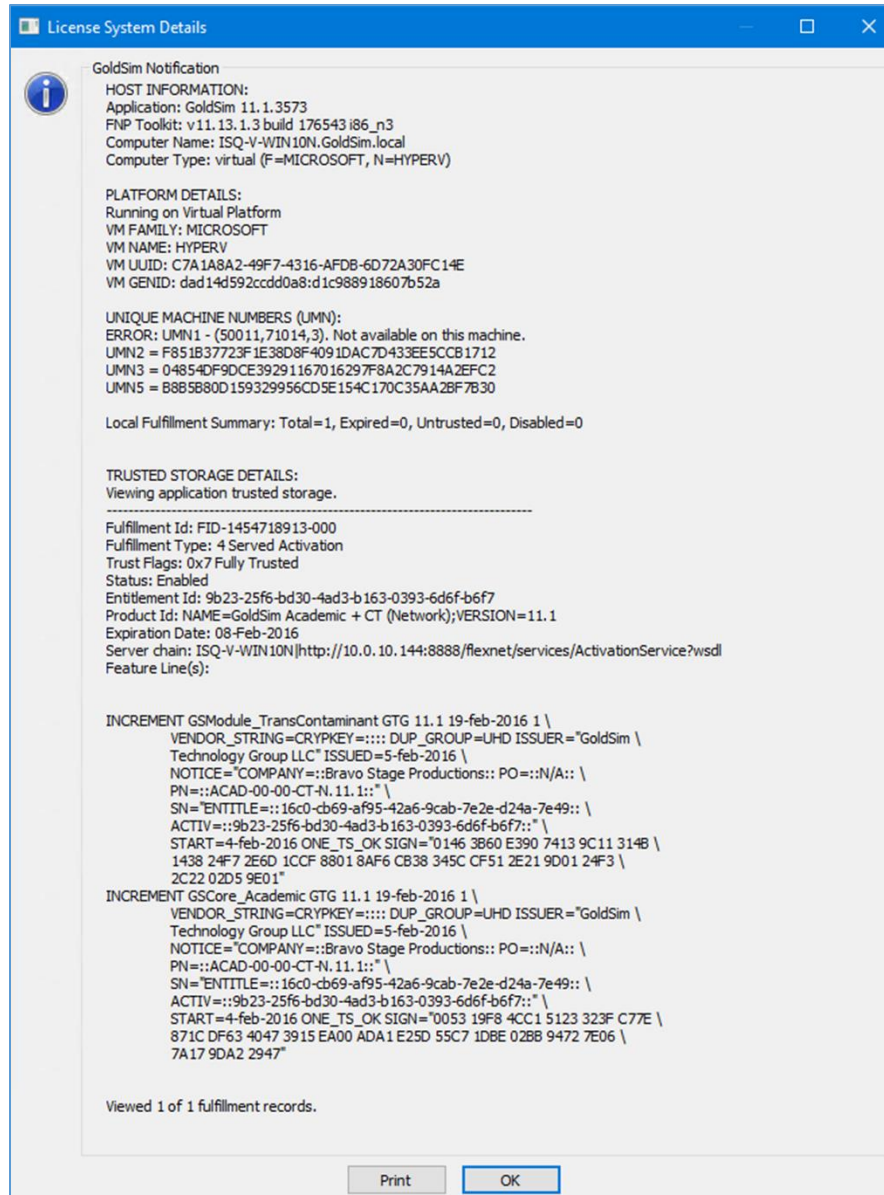 License System Details
GoldSim Notification
HOST INFORMATION:
Application: GoldSim 11.1.3573
FNP Toolkit: v11.13.1.3 build 176543 i86_n3
Computer Name: ISQ-V-WIN10N.GoldSim.local
Computer Type: virtual (F=MICROSOFT, N=HYPERV)
PLATFORM DETAILS:
Running on Virtual Platform
VM FAMILY: MICROSOFT
VM NAME: HYPERV
VM UUID: C7A1A8A2-49F7-4316-AFDB-6D72A30FC14E
VM GENID: dad14d592ccdd0a8:d1c988918607b52a
UNIQUE MACHINE NUMBERS (UMN):
ERROR: UMN1 - (50011,71014,3). Not available on this machine.
UMN2 = F851B37723F1E38D8F4091DAC7D433EE5CCB1712
UMN3 = 04854DF9DCE39291167016297F8A2C7914A2EFC2
UMN5 = B8B5B80D159329956CD5E154C170C35AA2BF7B30
Local Fulfillment Summary: Total=1, Expired=0, Untrusted=0, Disabled=0
TRUSTED STORAGE DETAILS:
Viewing application trusted storage.
--------------------------------------------------------------------------------
Fulfillment Id: FID-1454718913-000
Fulfillment Type: 4 Served Activation
Trust Flags: 0x7 Fully Trusted
Status: Enabled
Entitlement Id: 9b23-25f6-bd30-4ad3-b163-0393-6d6f-b6f7
Product Id: NAME=GoldSim Academic + CT (Network);VERSION=11.1
Expiration Date: 08-Feb-2016
Server chain: ISQ-V-WIN10N|http://10.0.10.144:8888/flexnet/services/ActivationService?wsdl
Feature Line(s):
INCREMENT GSModule_TransContaminant GTG 11.1 19-feb-2016 1 \
VENDOR_STRING=CRYPKEY=:::: DUP_GROUP=UHD ISSUER="GoldSim \
Technology Group LLC" ISSUED=5-feb-2016 \
NOTICE="COMPANY=::Bravo Stage Productions:: PO=::N/A:: \
PN=::ACAD-00-00-CT-N.11.1::" \
SN="ENTITLE=::16c0-cb69-af95-42a6-9cab-7e2e-d24a-7e49:: \
ACTIV=::9b23-25f6-bd30-4ad3-b163-0393-6d6f-b6f7::" \
START=4-feb-2016 ONE_TS_OK SIGN="0146 3B60 E390 7413 9C11 314B \
1438 24F7 2E6D 1CCF 8801 8AF6 CB38 345C CF51 2E21 9D01 24F3 \
2C22 02D5 9E01"
INCREMENT GSCore_Academic GTG 11.1 19-feb-2016 1 \
VENDOR_STRING=CRYPKEY=:::: DUP_GROUP=UHD ISSUER="GoldSim \
Technology Group LLC" ISSUED=5-feb-2016 \
NOTICE="COMPANY=::Bravo Stage Productions:: PO=::N/A:: \
PN=::ACAD-00-00-CT-N.11.1::" \
SN="ENTITLE=::16c0-cb69-af95-42a6-9cab-7e2e-d24a-7e49:: \
ACTIV=::9b23-25f6-bd30-4ad3-b163-0393-6d6f-b6f7::" \
START=4-feb-2016 ONE_TS_OK SIGN="0053 19F8 4CC1 5123 323F C77E \
871C DF63 4047 3915 EA00 ADA1 E25D 55C7 1DBE 02BB 9472 7E06 \
7A17 9DA2 2947"
Viewed 1 of 1 fulfillment records.
Print
OK